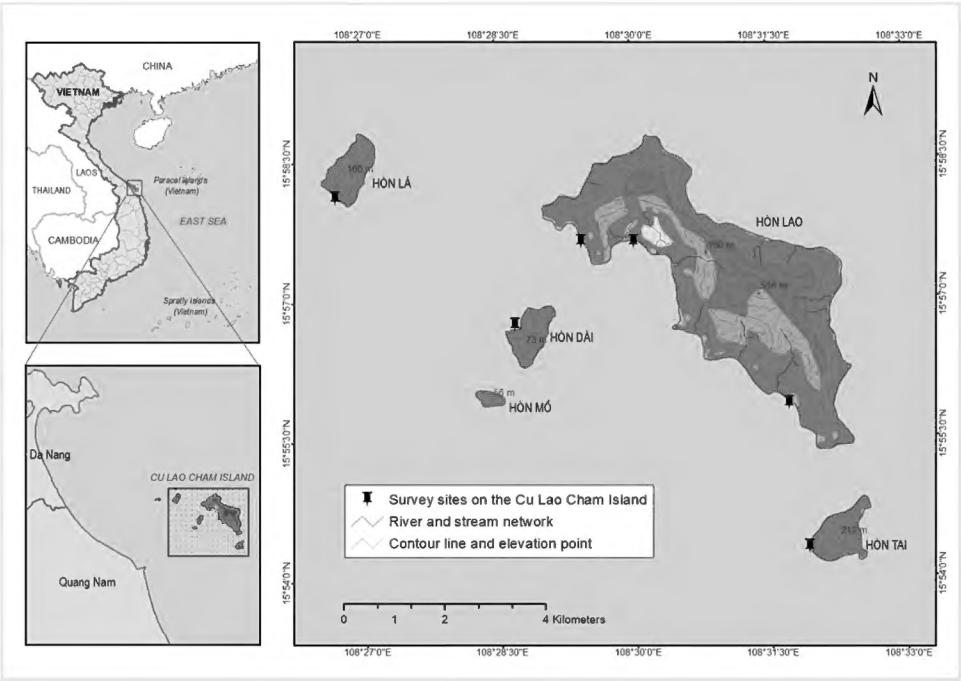 CHINA
VIETNAM
LAOS
THAILAND
Paracel Islands
(Vietnam)
EAST SEA
CAMBODIA
Spratly Islands
(Vietnam)
Da Nang
CU LAO CHAM ISLAND
Quang Nam
108°27'0"E 108°28'30"E 108°30'0"E 108°31'30"E 108°33'0"E
N
15°58'30"N 15°58'30"N
160 m
HÒN LÁ
HÒN LAO
15°57'0"N 15°57'0"N
HÒN DÀI
73 m
HÒN MỒ
15°55'30"N 15°55'30"N
Survey sites on the Cu Lao Cham Island
River and stream network
Contour line and elevation point
HÒN TAI
15°54'0"N 15°54'0"N
0 1 2 4 Kilometers
108°27'0"E 108°28'30"E 108°30'0"E 108°31'30"E 108°33'0"E